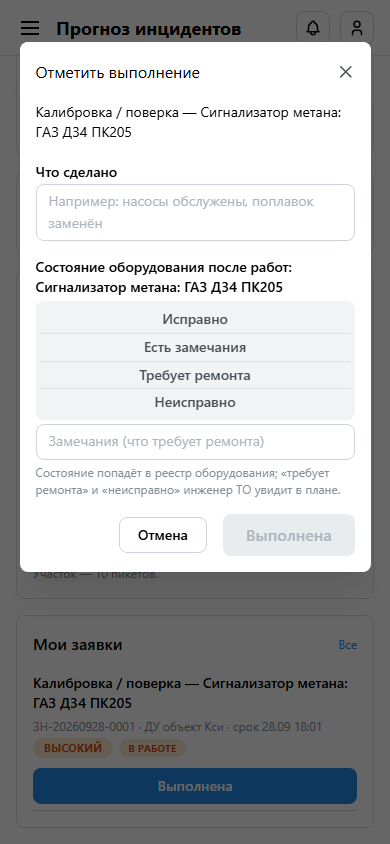 Прогноз инцидентов
Отметить выполнение
Калибровка / поверка — Сигнализатор метана:
ГАЗ Д34 ПК205
Что сделано
Например: насосы обслужены, поплавок
заменён
Состояние оборудования после работ:
Сигнализатор метана: ГАЗ Д34 ПК205
Исправно
Есть замечания
Требует ремонта
Неисправно
Замечания (что требует ремонта)
Состояние попадёт в реестр оборудования; «требует
ремонта» и «неисправно» инженер ТО увидит в плане.
Отмена
Выполнена
Участок — 10 пикетов.
Мои заявки
Все
Калибровка / поверка — Сигнализатор метана:
ГАЗ Д34 ПК205
ЗН-20260928-0001 · ДУ объект Кси · срок 28.09 18:01
ВЫСОКИЙ
В РАБОТЕ
Выполнена